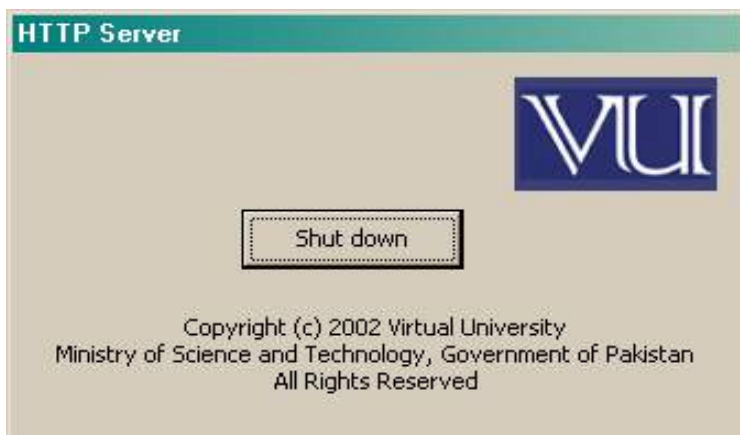 HTTP Server
VU
Shut down
Copyright (c) 2002 Virtual University
Ministry of Science and Technology, Government of Pakistan
All Rights Reserved